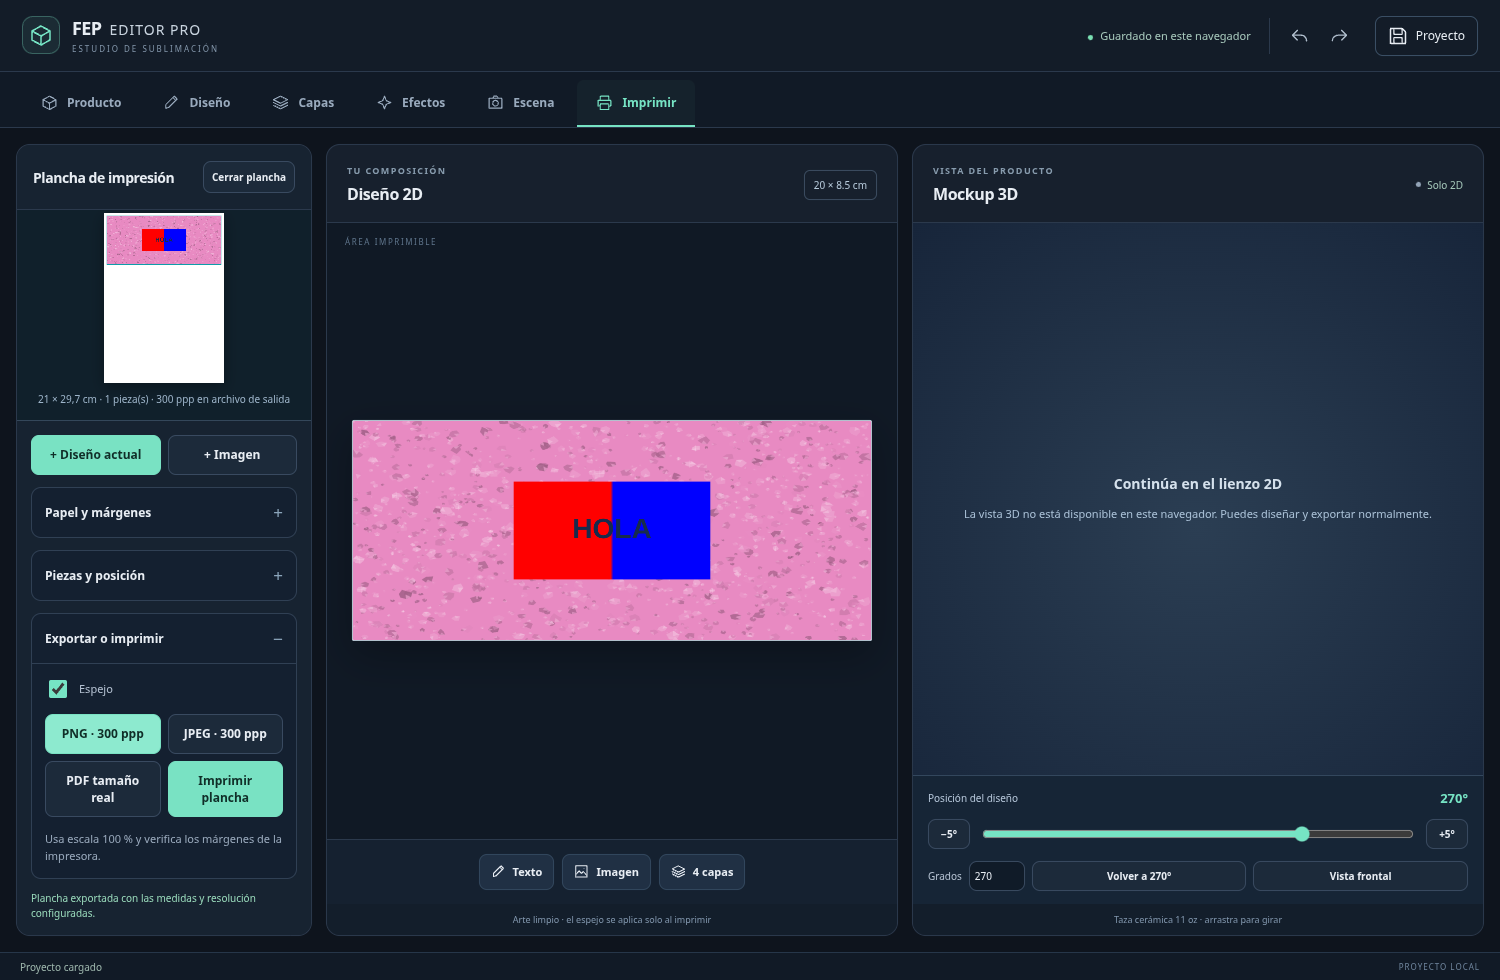 FEP EDITOR PRO
ESTUDIO DE SUBLIMACIÓN
Guardado en este navegador
Proyecto
Producto
Diseño
Capas
Efectos
Escena
Imprimir
Plancha de impresión
Cerrar plancha
21 × 29,7 cm · 1 pieza(s) · 300 ppp en archivo de salida
+ Diseño actual
+ Imagen
Papel y márgenes
+
Piezas y posición
+
Exportar o imprimir
−
Espejo
PNG · 300 ppp
JPEG · 300 ppp
PDF tamaño
real
Imprimir
plancha
Usa escala 100 % y verifica los márgenes de la
impresora.
Plancha exportada con las medidas y resolución
configuradas.
TU COMPOSICIÓN
Diseño 2D
20 × 8.5 cm
ÁREA IMPRIMIBLE
HOLA
Texto
Imagen
4 capas
Arte limpio · el espejo se aplica solo al imprimir
VISTA DEL PRODUCTO
Mockup 3D
Solo 2D
Continúa en el lienzo 2D
La vista 3D no está disponible en este navegador. Puedes diseñar y exportar normalmente.
Posición del diseño
270°
−5°
+5°
Grados
270
Volver a 270°
Vista frontal
Taza cerámica 11 oz · arrastra para girar
Proyecto cargado
PROYECTO LOCAL